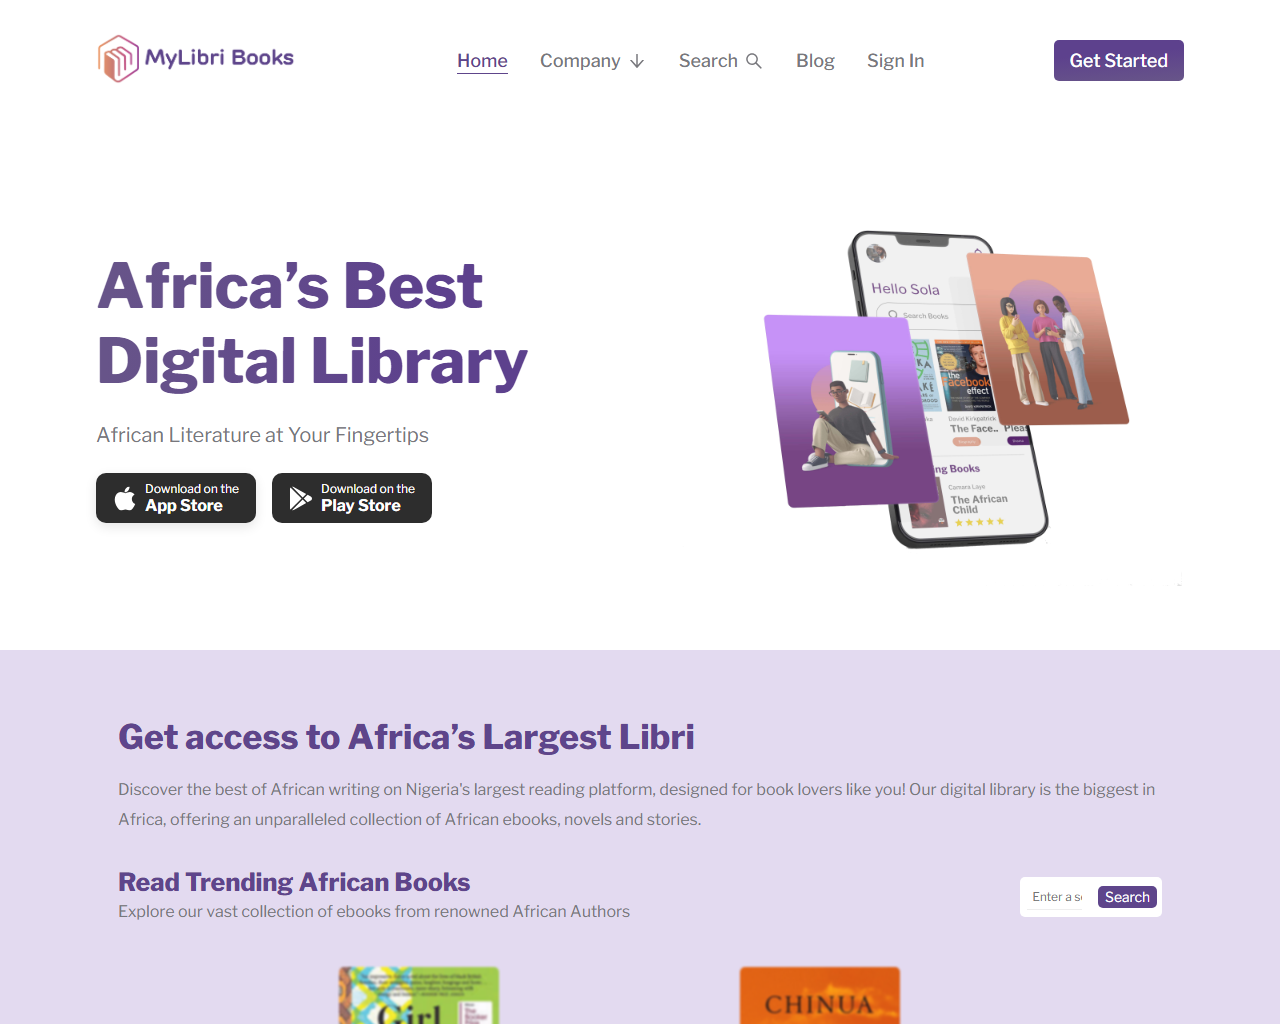 MyLibri Books
Home
Company
Search
Blog
Sign In
Get Started
Africa’s Best
Digital Library
African Literature at Your Fingertips
Download on the
App Store
Download on the
Play Store
Hello Sola
Search Books
the
facebook
effect
David Kirkpatrick
The Face..
Pleas
ng Books
Camara Laye
The African
Child
Get access to Africa’s Largest Libri
Discover the best of African writing on Nigeria's largest reading platform, designed for book lovers like you! Our digital library is the biggest in
Africa, offering an unparalleled collection of African ebooks, novels and stories.
Read Trending African Books
Explore our vast collection of ebooks from renowned African Authors
Enter a s
Search
Girl
CHINUA